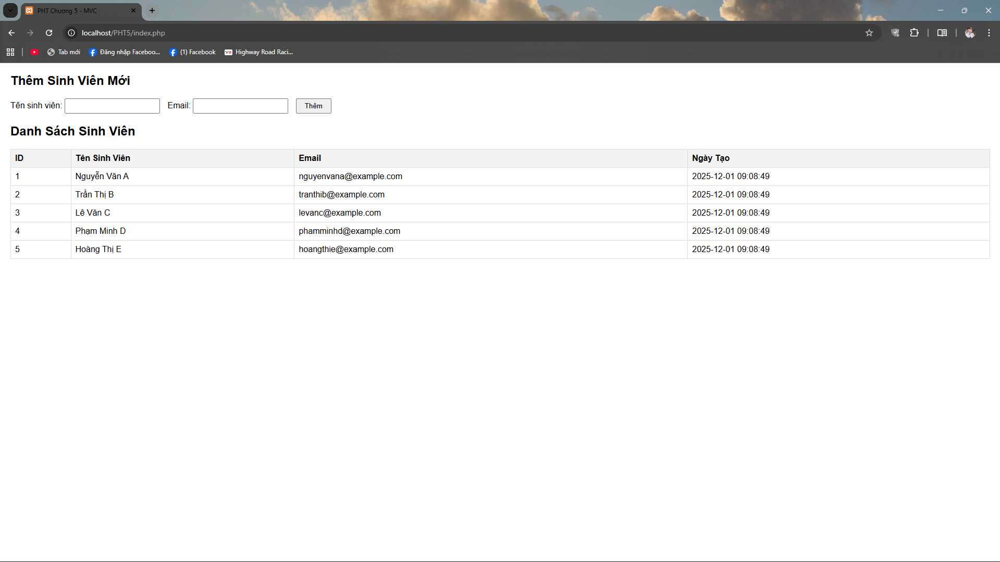 PHT Chương 5 - MVC
localhost/PHT5/index.php
Tab mới
Đăng nhập Faceboo...
(1) Facebook
Highway Road Raci...
Thêm Sinh Viên Mới
Tên sinh viên: Email: Thêm
Danh Sách Sinh Viên
ID Tên Sinh Viên Email Ngày Tạo
1 Nguyễn Văn A nguyenvana@example.com 2025-12-01 09:08:49
2 Trần Thị B tranthib@example.com 2025-12-01 09:08:49
3 Lê Văn C levanc@example.com 2025-12-01 09:08:49
4 Phạm Minh D phamminhd@example.com 2025-12-01 09:08:49
5 Hoàng Thị E hoangthie@example.com 2025-12-01 09:08:49